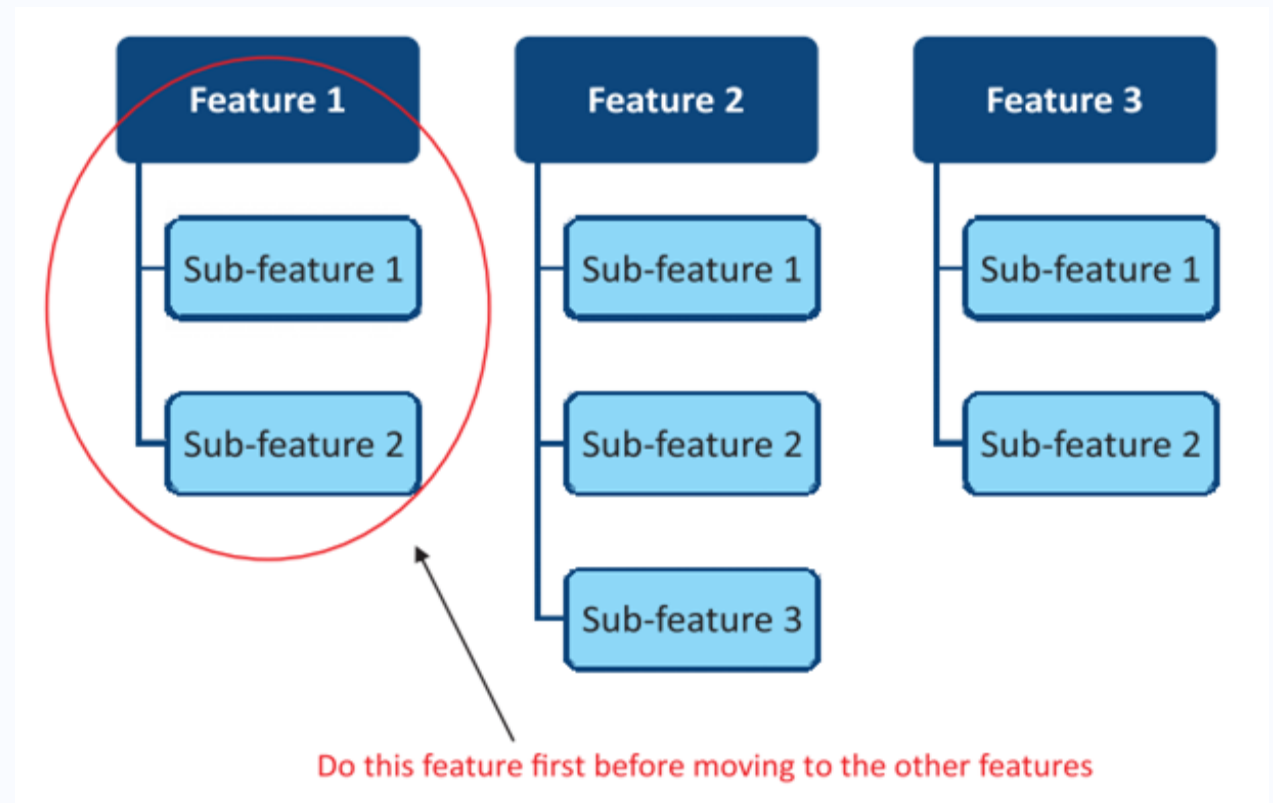 Feature 1
Sub-feature 1
Sub-feature 2
Feature 2
Sub-feature 1
Sub-feature 2
Sub-feature 3
Feature 3
Sub-feature 1
Sub-feature 2
Do this feature first before moving to the other features